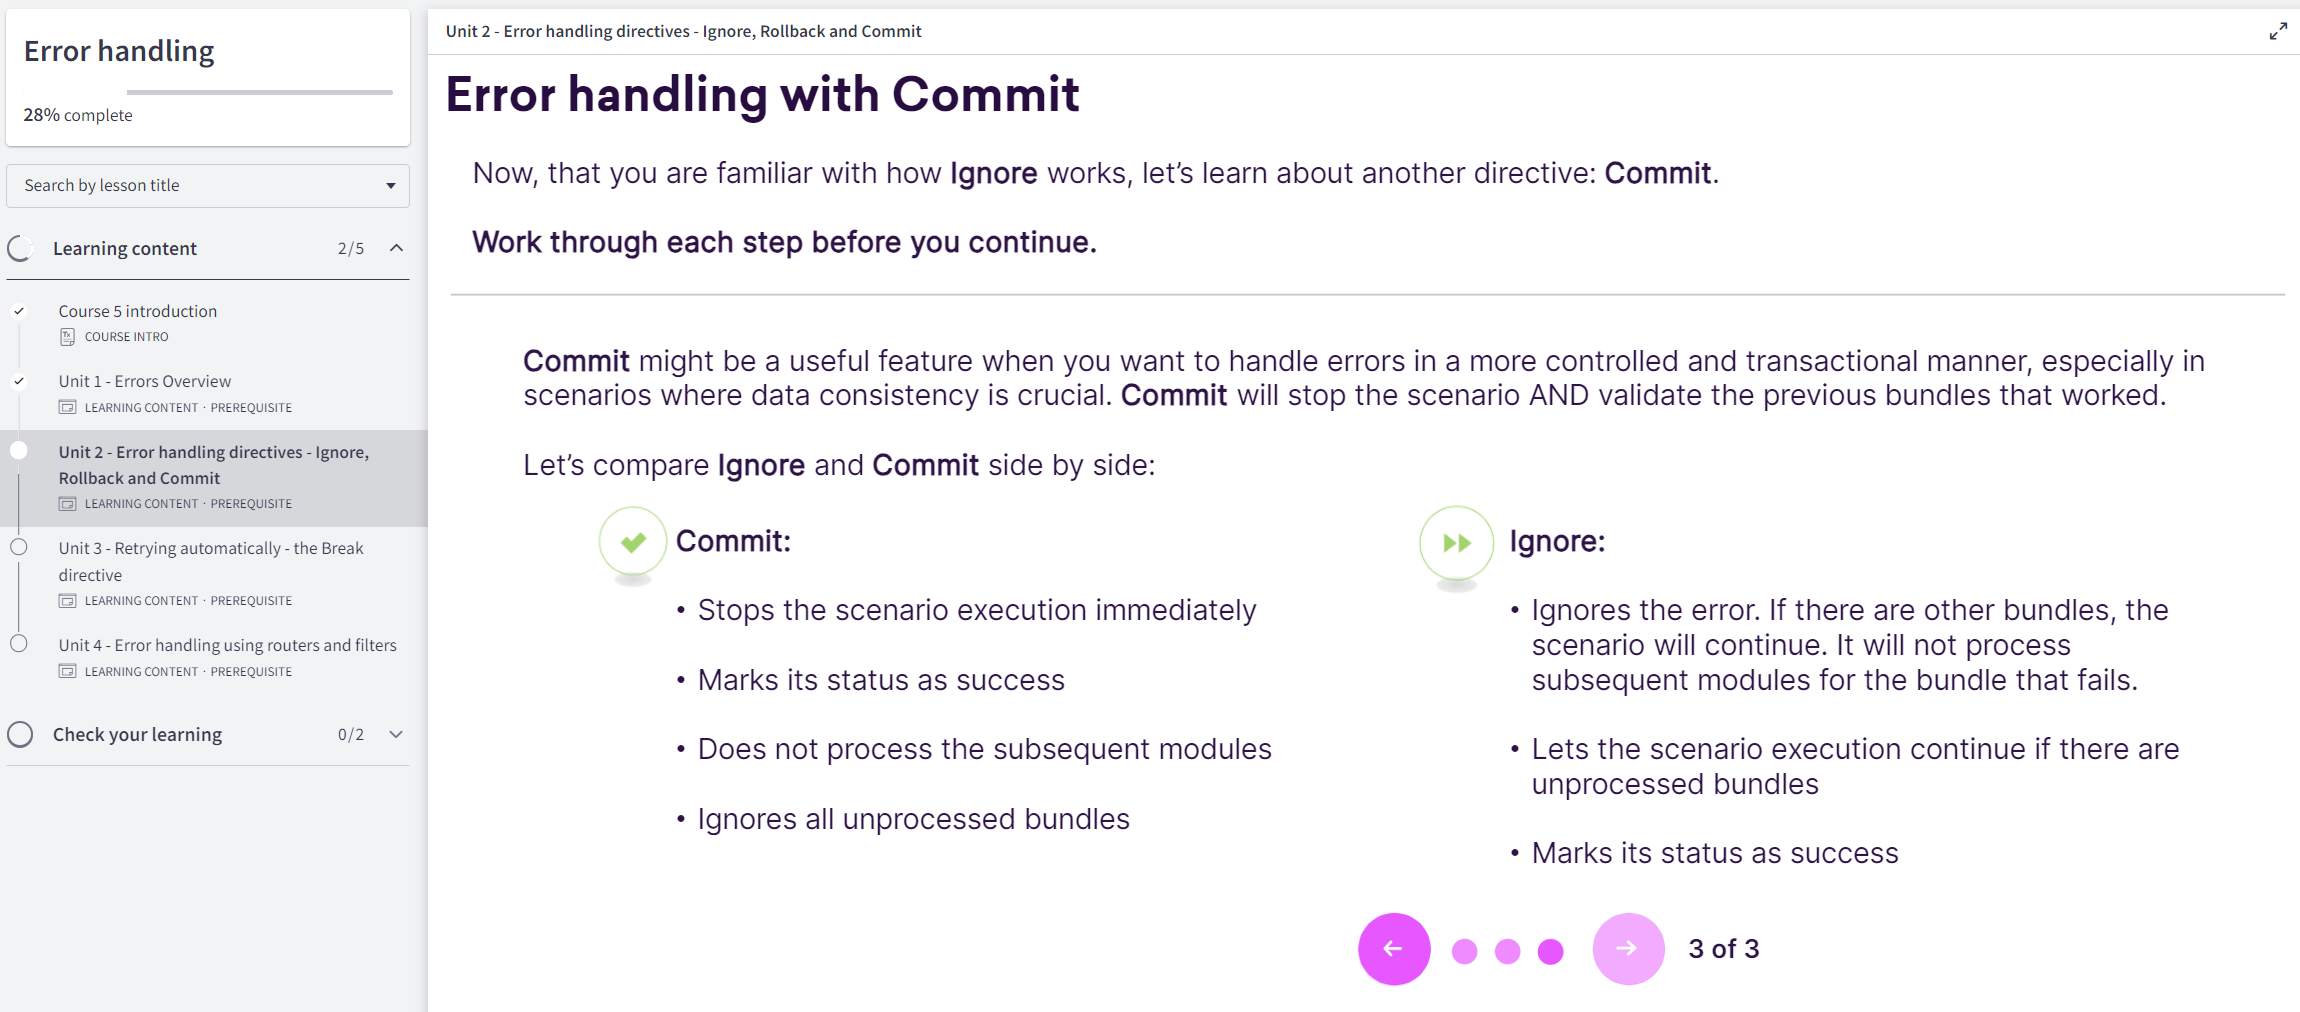 Error handling
28% complete
Search by lesson title
Learning content 2/5
Course 5 introduction
COURSE INTRO
Unit 1 - Errors Overview
LEARNING CONTENT · PREREQUISITE
Unit 2 - Error handling directives - Ignore,
Rollback and Commit
LEARNING CONTENT · PREREQUISITE
Unit 3 - Retrying automatically - the Break
directive
LEARNING CONTENT · PREREQUISITE
Unit 4 - Error handling using routers and filters
LEARNING CONTENT · PREREQUISITE
Check your learning 0/2
Unit 2 - Error handling directives - Ignore, Rollback and Commit
Error handling with Commit
Now, that you are familiar with how Ignore works, let’s learn about another directive: Commit.
Work through each step before you continue.
Commit might be a useful feature when you want to handle errors in a more controlled and transactional manner, especially in
scenarios where data consistency is crucial. Commit will stop the scenario AND validate the previous bundles that worked.
Let’s compare Ignore and Commit side by side:
Commit:
• Stops the scenario execution immediately
• Marks its status as success
• Does not process the subsequent modules
• Ignores all unprocessed bundles
Ignore:
• Ignores the error. If there are other bundles, the
scenario will continue. It will not process
subsequent modules for the bundle that fails.
• Lets the scenario execution continue if there are
unprocessed bundles
• Marks its status as success
3 of 3